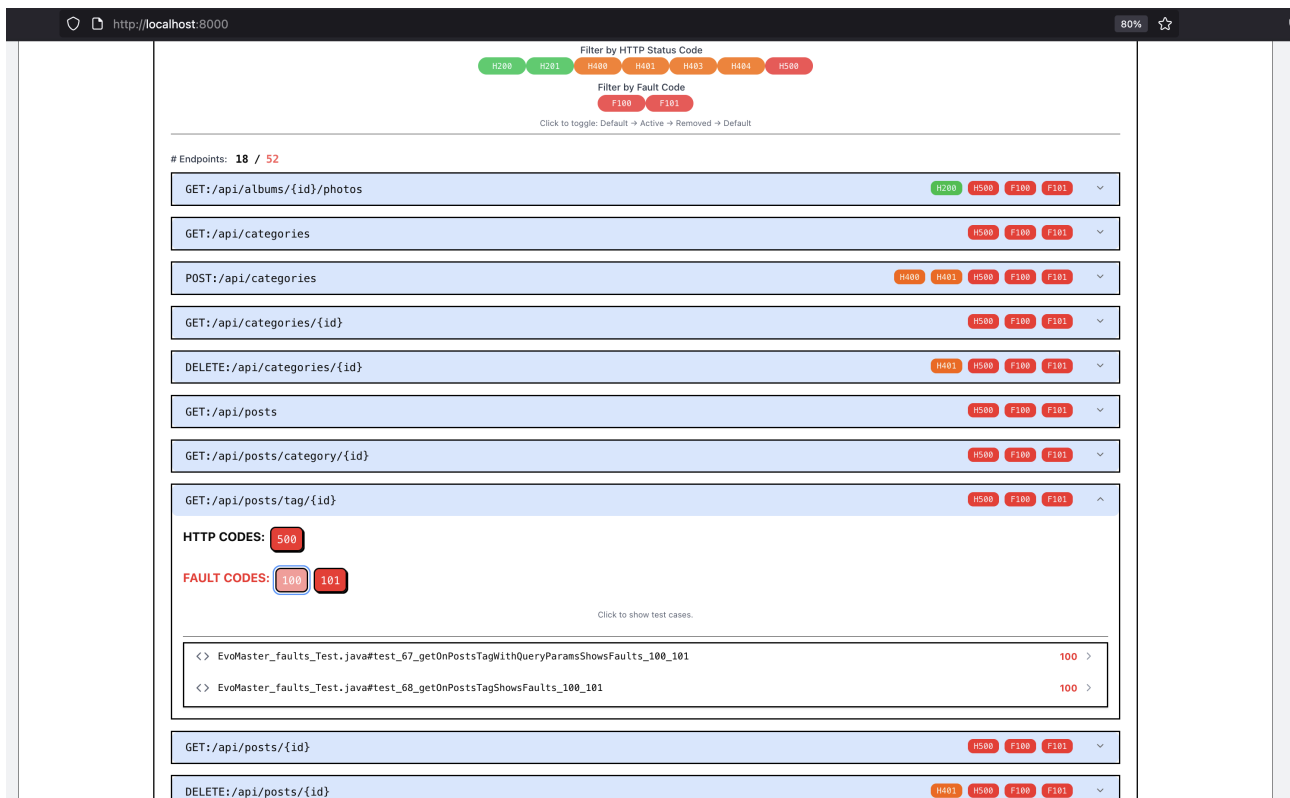 http://localhost:8000 80%
Filter by HTTP Status Code
H200 H201 H400 H401 H403 H404 H500
Filter by Fault Code
F100 F101
Click to toggle: Default → Active → Removed → Default
# Endpoints: 18 / 52
GET:/api/albums/{id}/photos H200 H500 F100 F101
GET:/api/categories H500 F100 F101
POST:/api/categories H400 H401 H500 F100 F101
GET:/api/categories/{id} H500 F100 F101
DELETE:/api/categories/{id} H401 H500 F100 F101
GET:/api/posts H500 F100 F101
GET:/api/posts/category/{id} H500 F100 F101
GET:/api/posts/tag/{id} H500 F100 F101
HTTP CODES: 500
FAULT CODES: 100 101
Click to show test cases.
<> EvoMaster_faults_Test.java#test_67_getOnPostsTagWithQueryParamsShowsFaults_100_101 100 >
<> EvoMaster_faults_Test.java#test_68_getOnPostsTagShowsFaults_100_101 100 >
GET:/api/posts/{id} H500 F100 F101
DELETE:/api/posts/{id} H401 H500 F100 F101